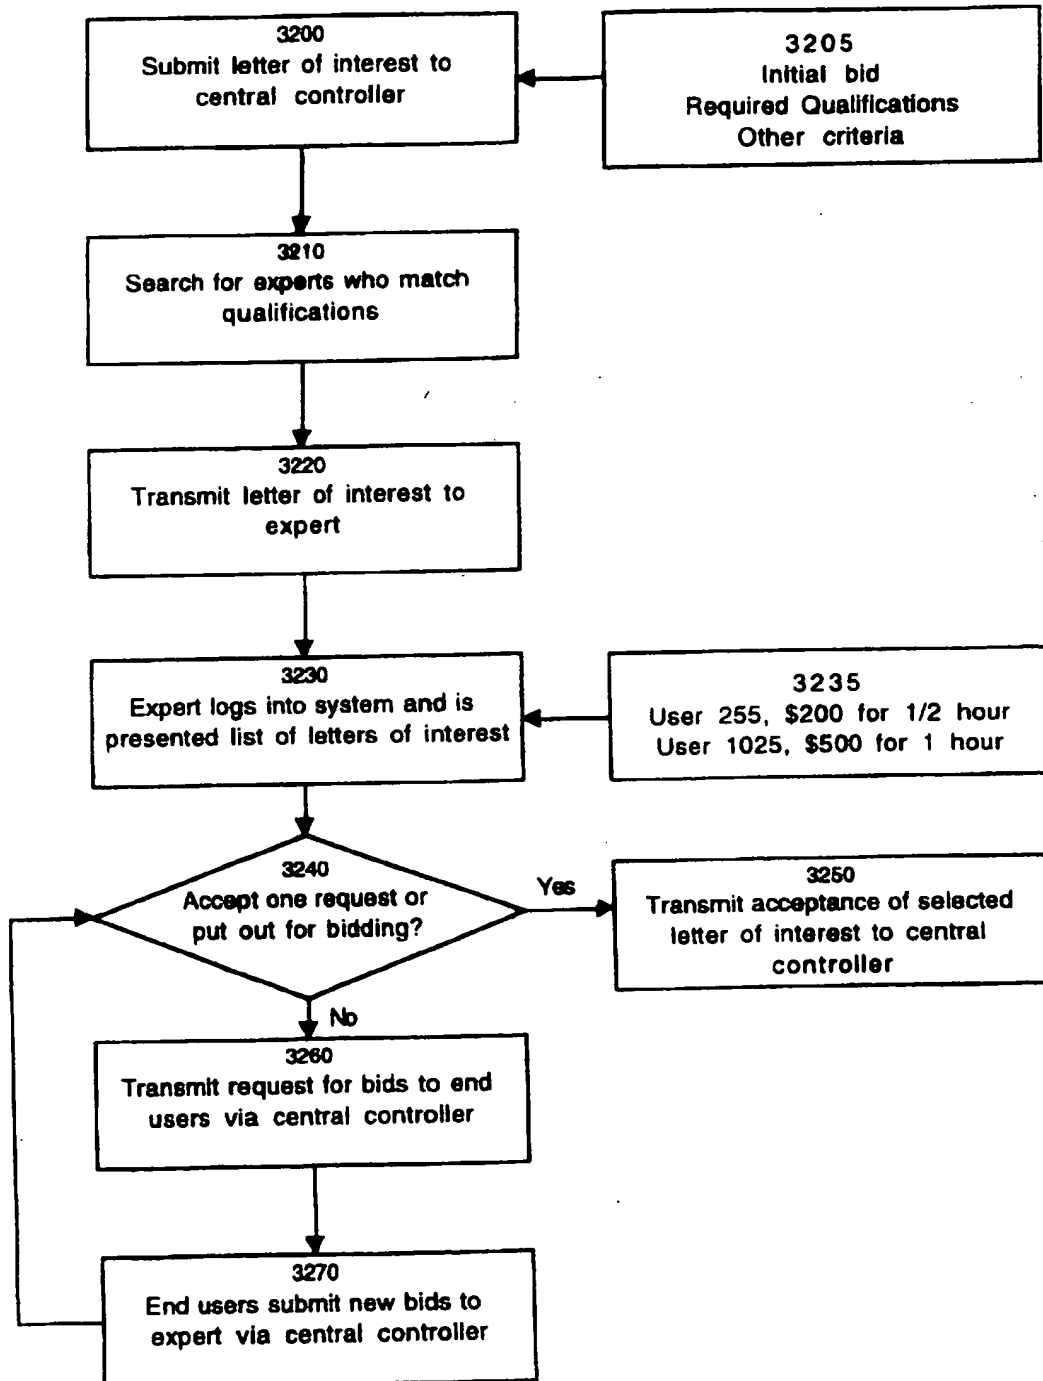 3200
Submit letter of interest to
central controller
3205
Initial bid
Required Qualifications
Other criteria
3210
Search for experts who match
qualifications
3220
Transmit letter of interest to
expert
3230
Expert logs into system and is
presented list of letters of interest
3235
User 255, $200 for 1/2 hour
User 1025, $500 for 1 hour
3240
Accept one request or
put out for bidding?
Yes
3250
Transmit acceptance of selected
letter of interest to central
controller
No
3260
Transmit request for bids to end
users via central controller
3270
End users submit new bids to
expert via central controller